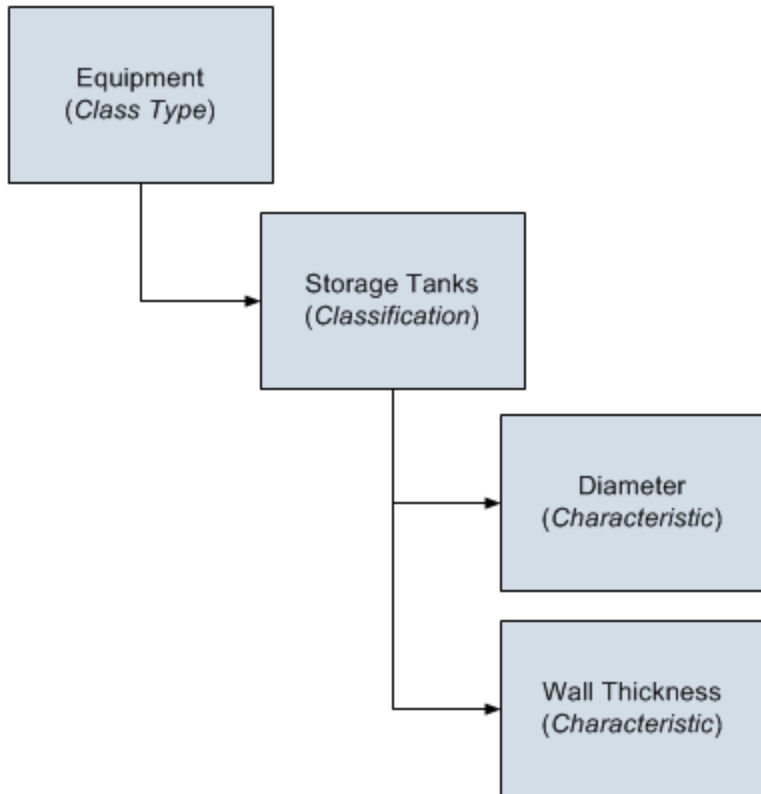 Equipment
(Class Type)
Storage Tanks
(Classification)
Diameter
(Characteristic)
Wall Thickness
(Characteristic)